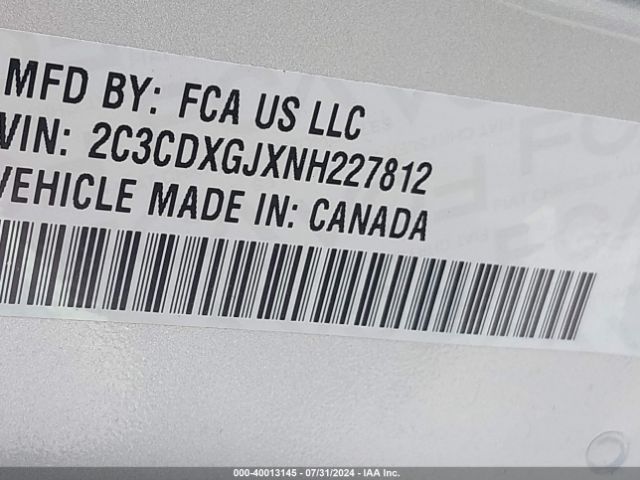 MFD BY: FCA US LLC
VIN: 2C3CDXGJXNH227812
VEHICLE MADE IN: CANADA
000-40013145 - 07/31/2024 - IAA Inc.